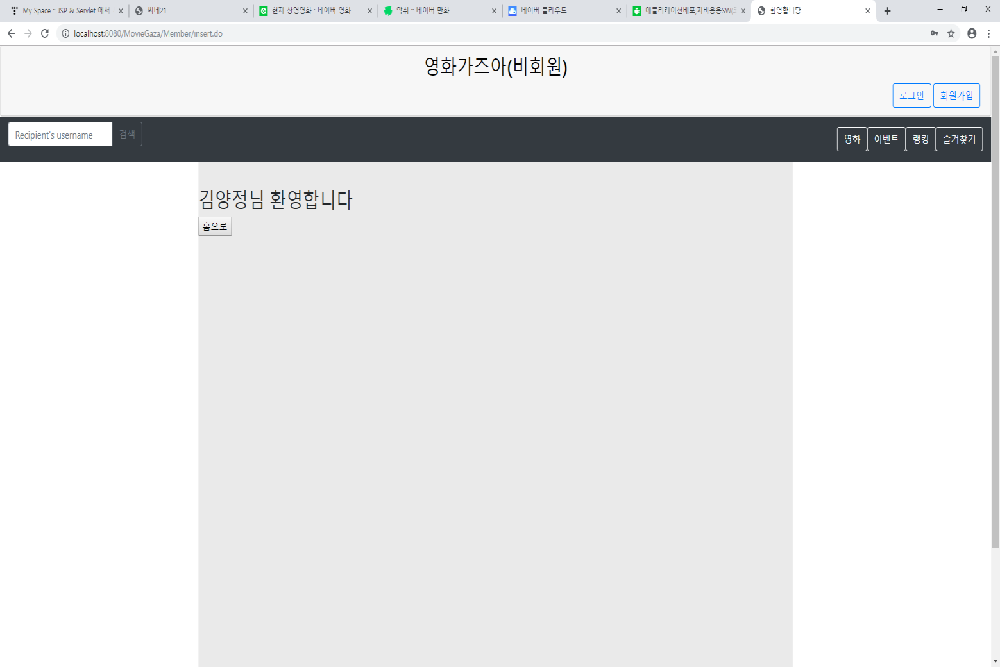 My Space :: JSP & Servlet 에서
씨네21
현재 상영영화 : 네이버 영화
악취 :: 네이버 만화
네이버 클라우드
애플리케이션배포,자바응용SW(
환영합니당
localhost:8080/MovieGaza/Member/insert.do
영화가즈아(비회원)
로그인 회원가입
Recipient's username 검색
영화 이벤트 랭킹 즐겨찾기
김양정님 환영합니다
홈으로